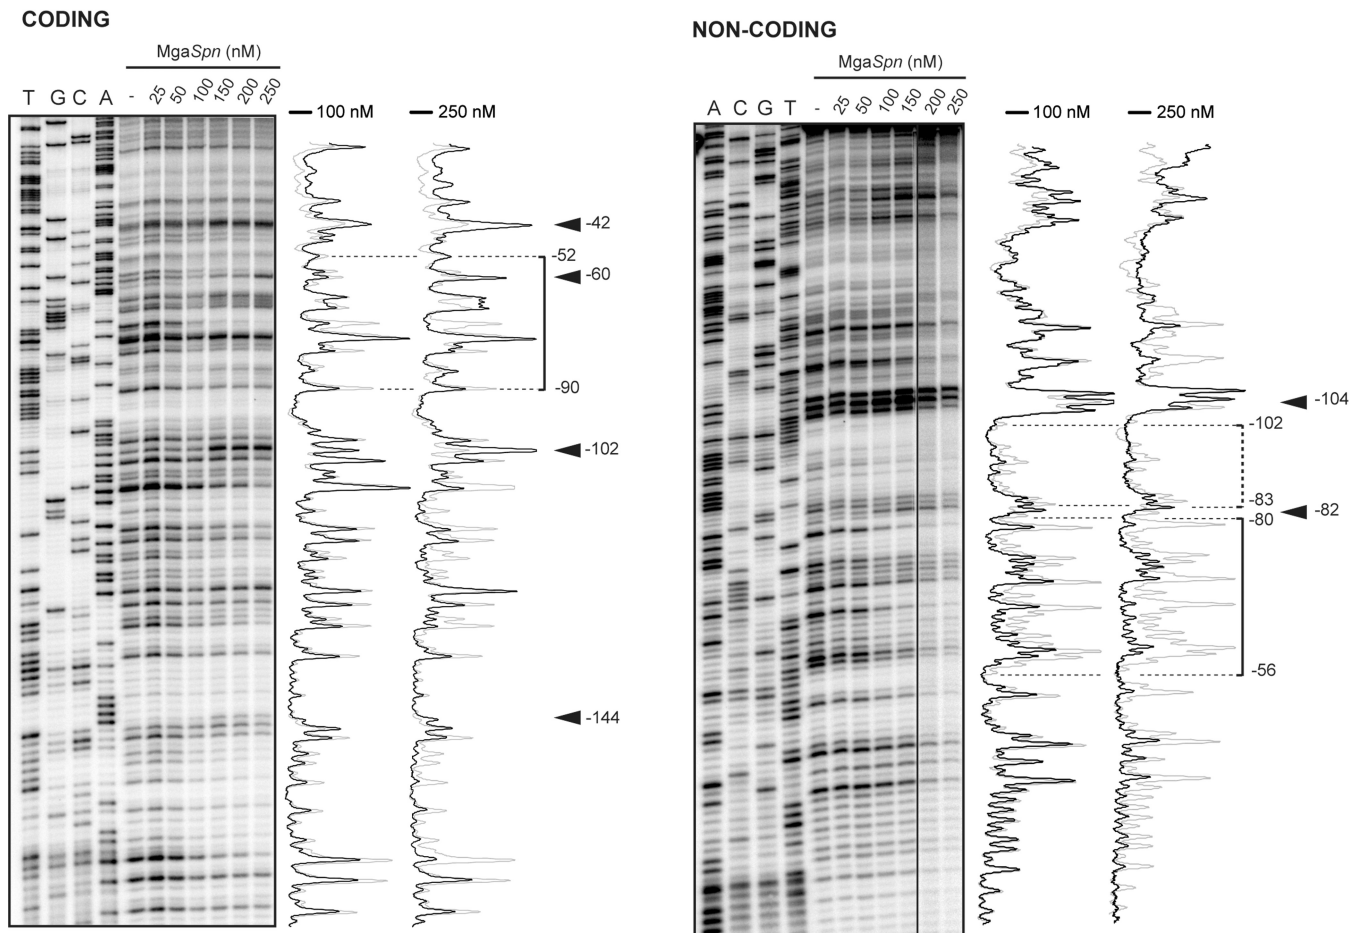 CODING
MgaSpn (nM)
T G C A - 25 50 100 150 200 250
100 nM 250 nM
-42
-52
-60
-90
-102
-144
NON-CODING
MgaSpn (nM)
A C G T - 25 50 100 150 200 250
100 nM 250 nM
-104
-102
-83
-82
-80
-56